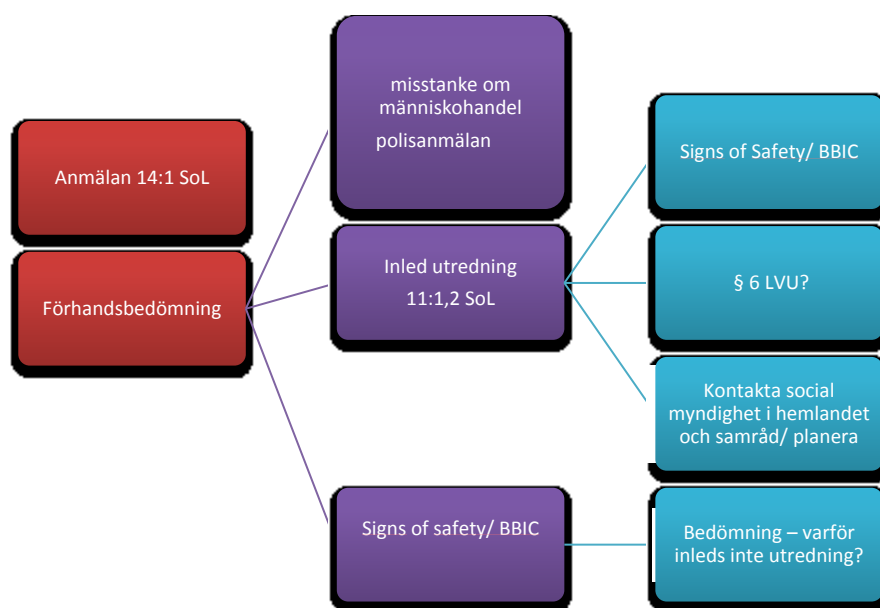 Anmälan 14:1 SoL
Förhandsbedömning
misstanke om
människohandel
polisanmälan
Inled utredning
11:1,2 SoL
Signs of safety/ BBIC
Signs of Safety/ BBIC
§ 6 LVU?
Kontakta social
myndighet i hemlandet
och samråd/ planera
Bedömning – varför
inleds inte utredning?